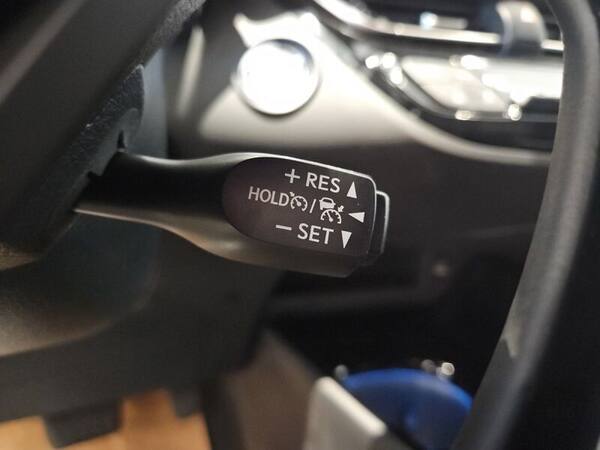 + RES ▲
HOLD / ◄
− SET ▼